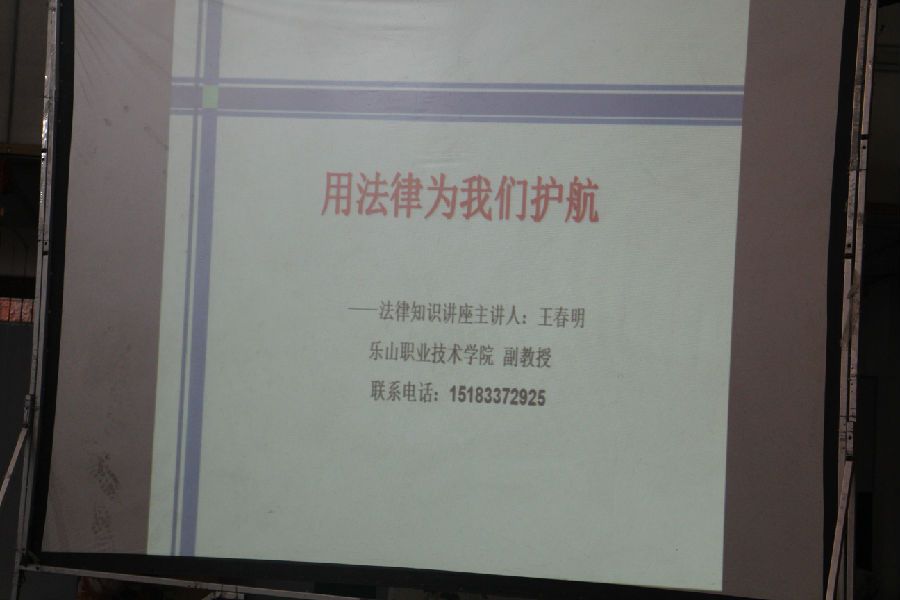 用法律为我们护航
——法律知识讲座主讲人：王春明
乐山职业技术学院 副教授
联系电话：15183372925